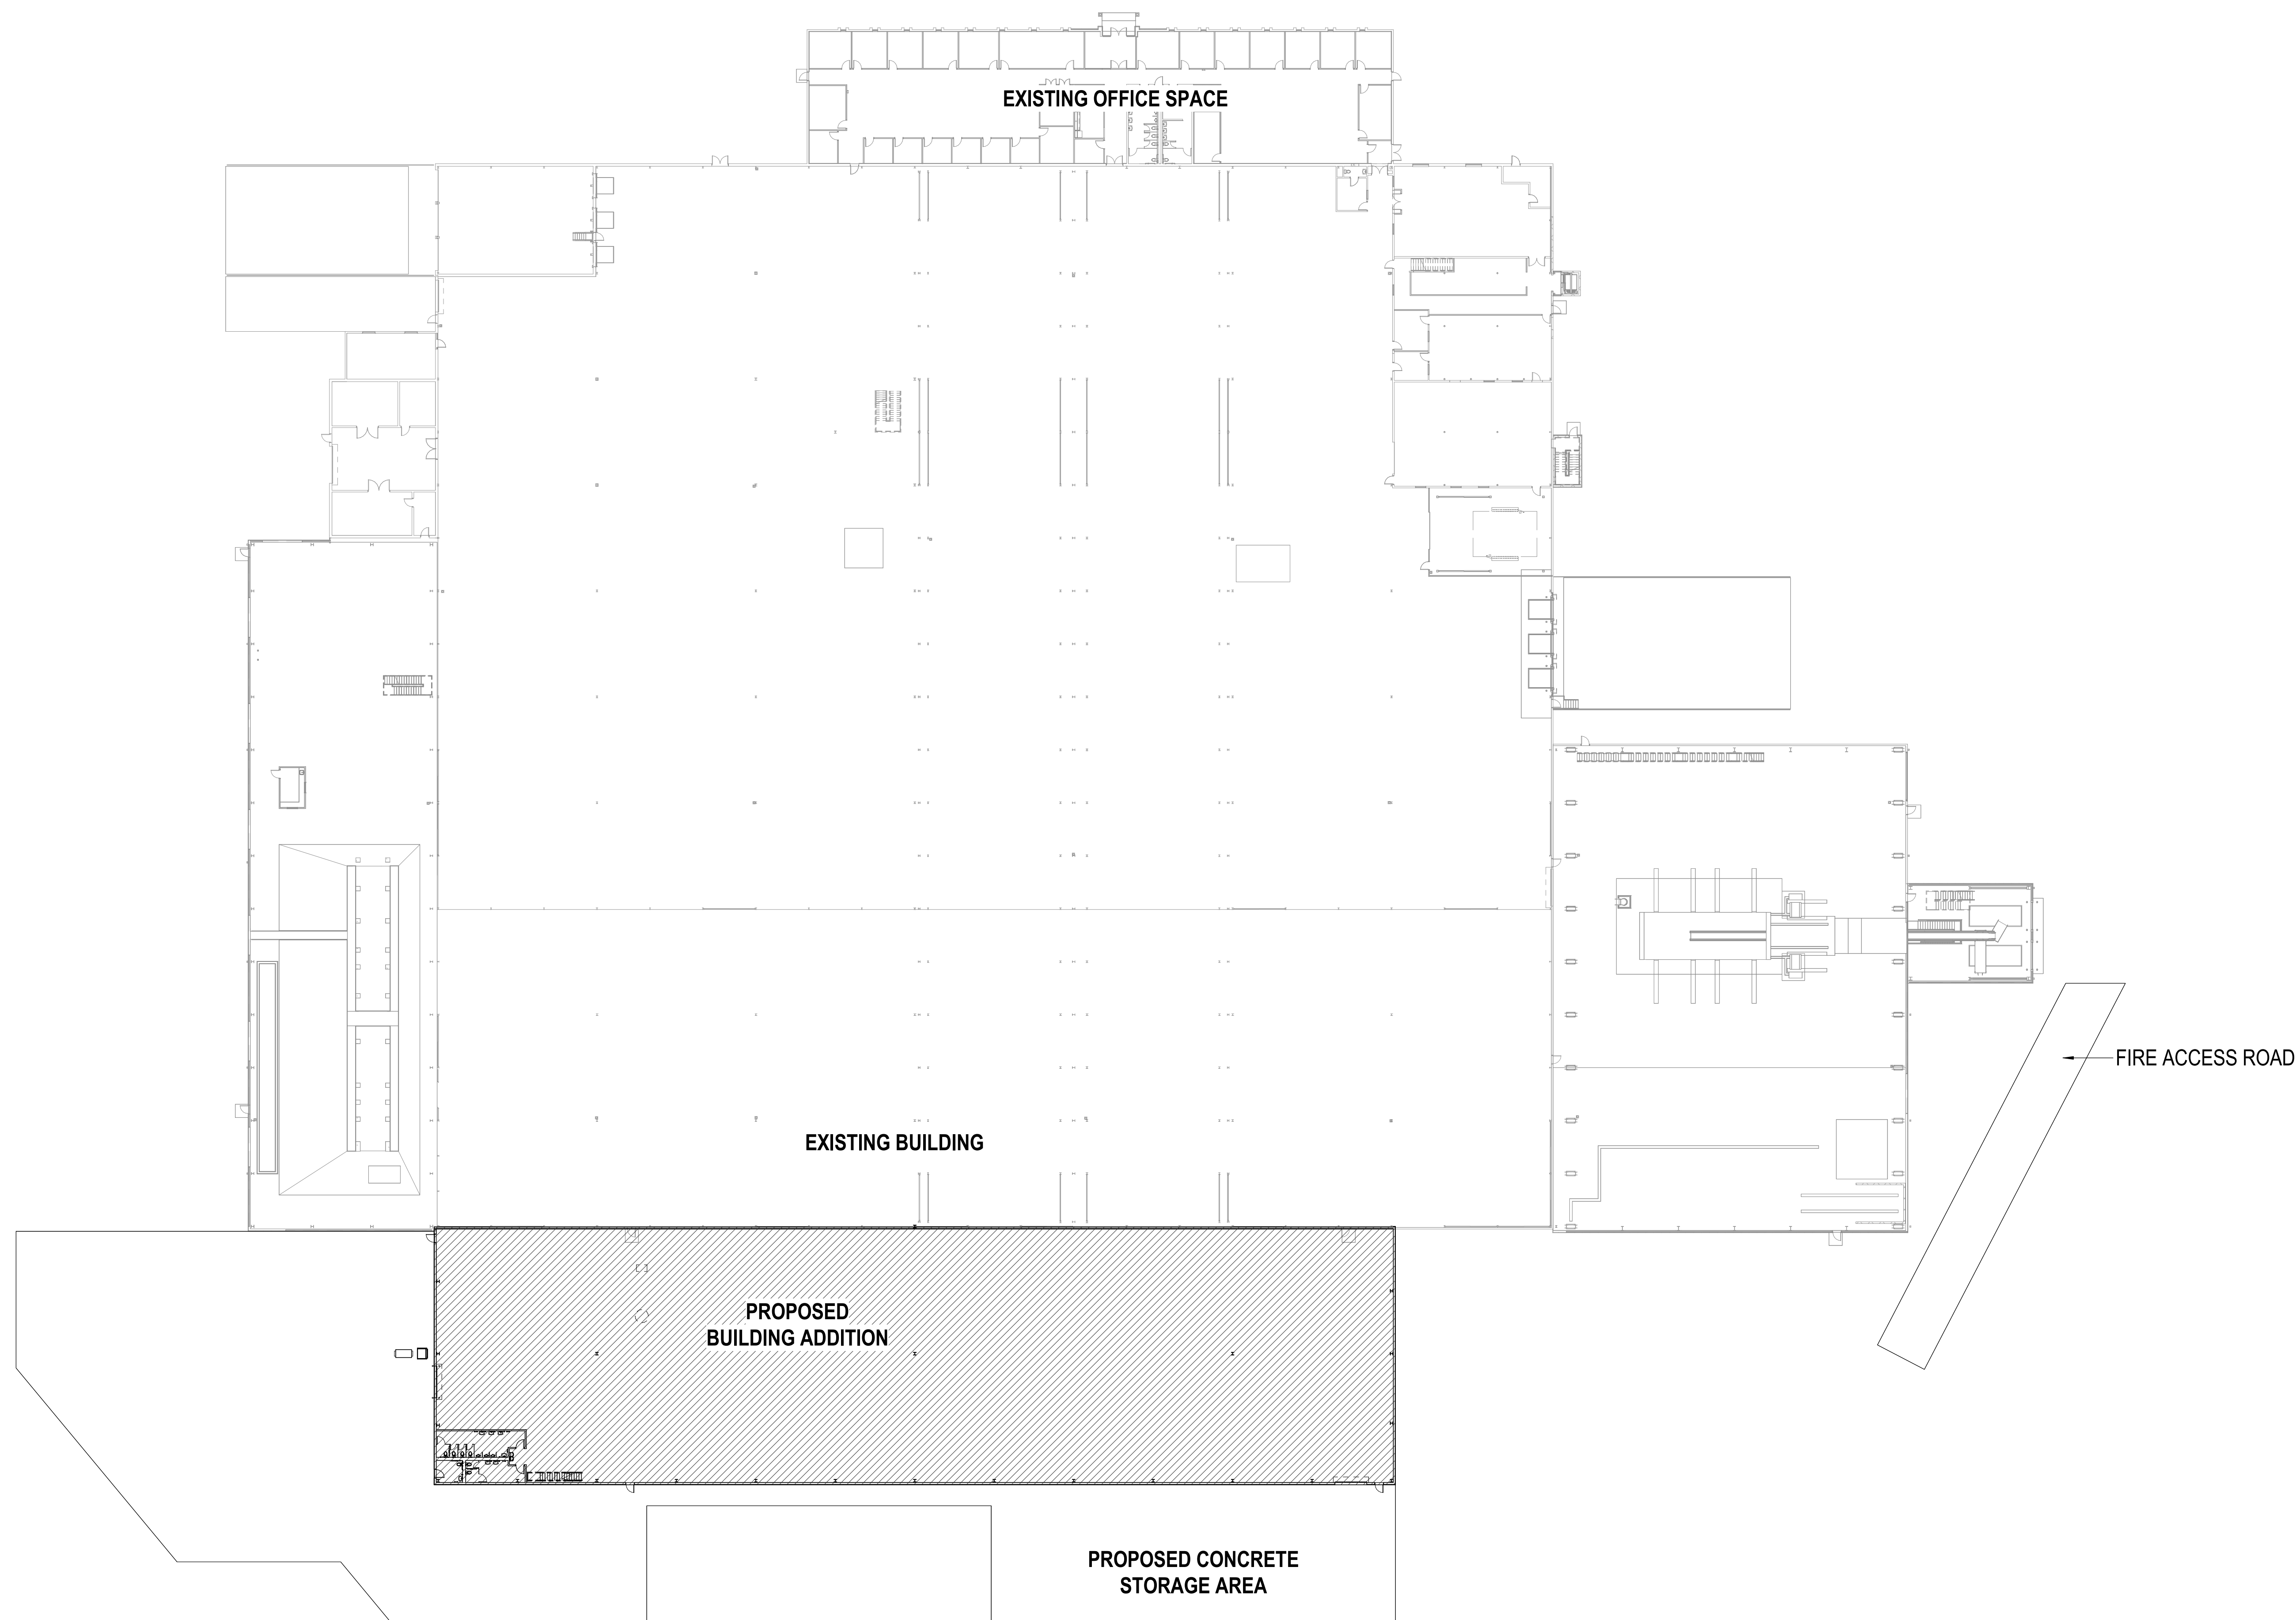 EXISTING OFFICE SPACE
FIRE ACCESS ROAD
EXISTING BUILDING
PROPOSED
BUILDING ADDITION
PROPOSED CONCRETE
STORAGE AREA